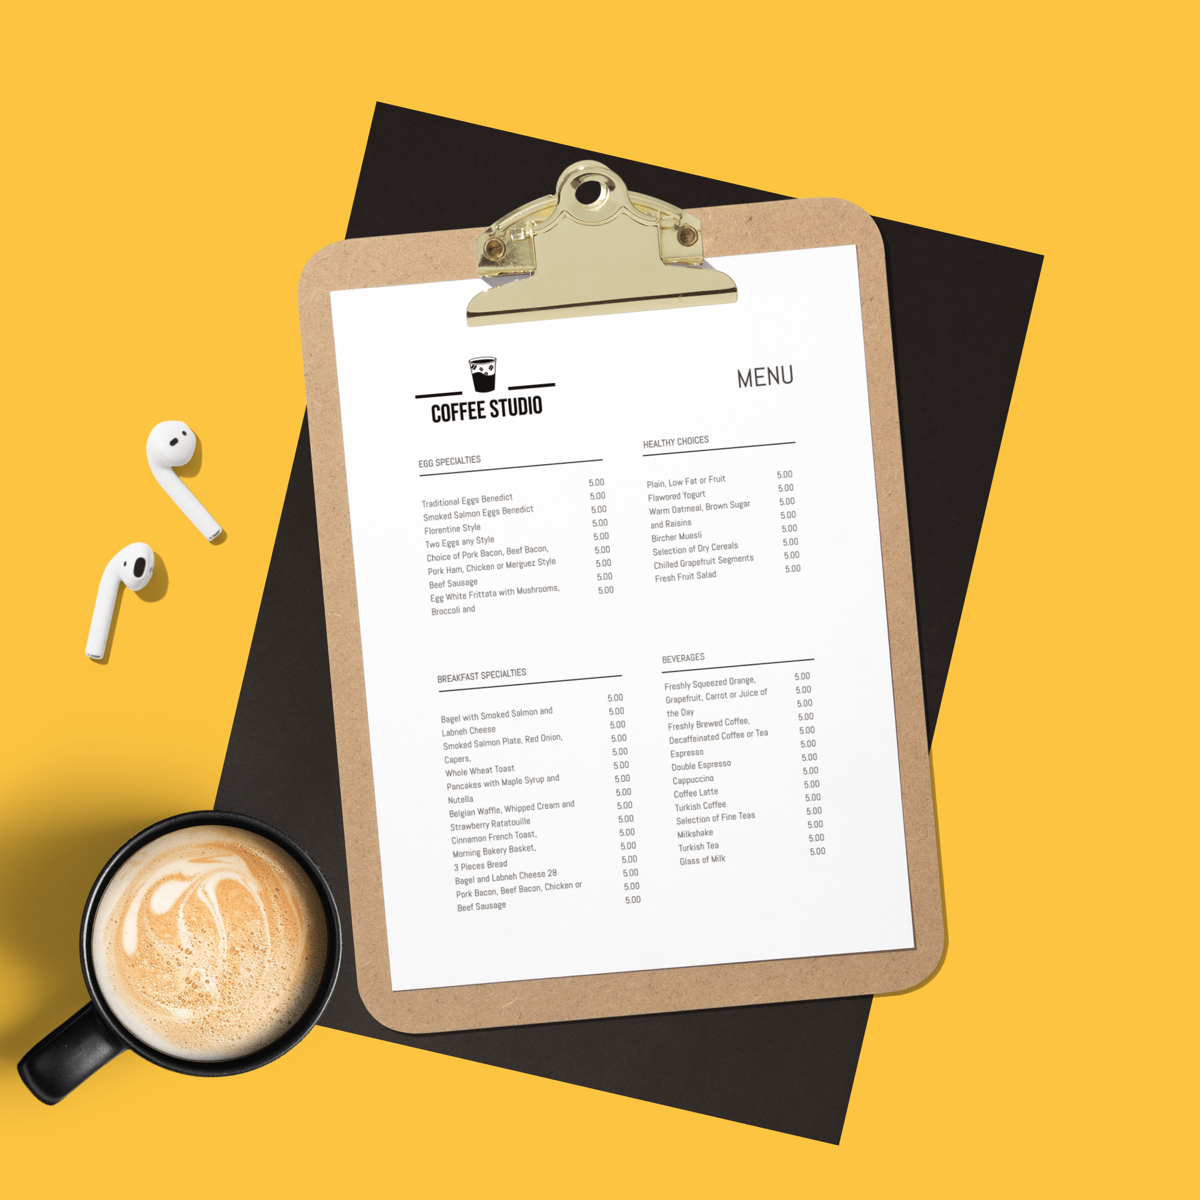 COFFEE STUDIO
MENU
EGG SPECIALTIES
5.00
Traditional Eggs Benedict 5.00
Smoked Salmon Eggs Benedict 5.00
Florentine Style 5.00
Two Eggs any Style 5.00
Choice of Pork Bacon, Beef Bacon, 5.00
Pork Ham, Chicken or Merguez Style 5.00
Beef Sausage 5.00
Egg White Frittata with Mushrooms, 5.00
Broccoli and
HEALTHY CHOICES
5.00
Plain, Low Fat or Fruit 5.00
Flavored Yogurt 5.00
Warm Oatmeal, Brown Sugar 5.00
and Raisins 5.00
Bircher Muesli 5.00
Selection of Dry Cereals 5.00
Chilled Grapefruit Segments 5.00
Fresh Fruit Salad
BREAKFAST SPECIALTIES
5.00
Bagel with Smoked Salmon and 5.00
Labneh Cheese 5.00
Smoked Salmon Plate, Red Onion, 5.00
Capers, 5.00
Whole Wheat Toast 5.00
Pancakes with Maple Syrup and 5.00
Nutella 5.00
Belgian Waffle, Whipped Cream and 5.00
Strawberry Ratatouille 5.00
Cinnamon French Toast, 5.00
Morning Bakery Basket, 5.00
3 Pieces Bread 5.00
Bagel and Labneh Cheese 28 5.00
Pork Bacon, Beef Bacon, Chicken or 5.00
Beef Sausage 5.00
BEVERAGES
Freshly Squeezed Orange, 5.00
Grapefruit, Carrot or Juice of 5.00
the Day 5.00
Freshly Brewed Coffee, 5.00
Decaffeinated Coffee or Tea 5.00
Espresso 5.00
Double Espresso 5.00
Cappuccino 5.00
Coffee Latte 5.00
Turkish Coffee 5.00
Selection of Fine Teas 5.00
Milkshake 5.00
Turkish Tea 5.00
Glass of Milk 5.00